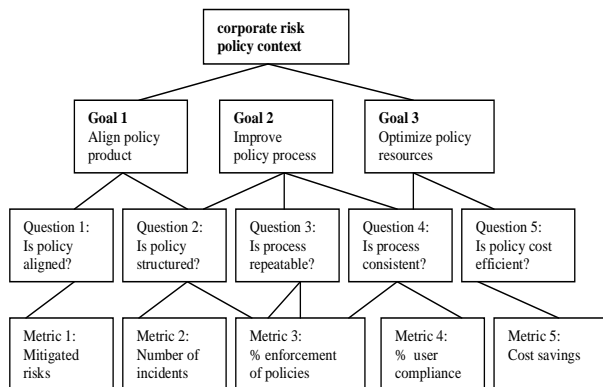 corporate risk
policy context
Goal 1
Align policy
product
Goal 2
Improve
policy process
Goal 3
Optimize policy
resources
Question 1:
Is policy
aligned?
Question 2:
Is policy
structured?
Question 3:
Is process
repeatable?
Question 4:
Is process
consistent?
Question 5:
Is policy cost
efficient?
Metric 1:
Mitigated
risks
Metric 2:
Number of
incidents
Metric 3:
% enforcement
of policies
Metric 4:
% user
compliance
Metric 5:
Cost savings